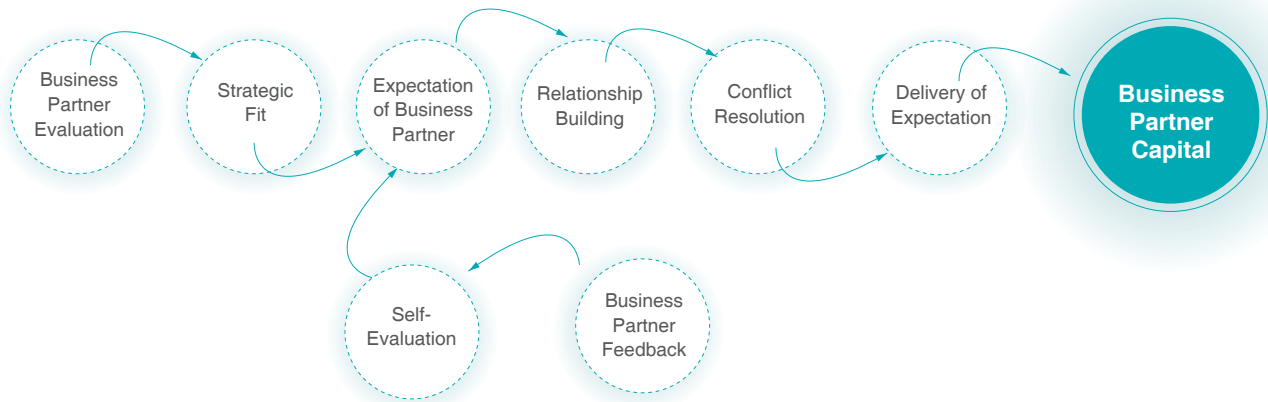 Business
Partner
Evaluation
Strategic
Fit
Expectation
of Business
Partner
Relationship
Building
Conflict
Resolution
Delivery of
Expectation
Business
Partner
Capital
Self-
Evaluation
Business
Partner
Feedback